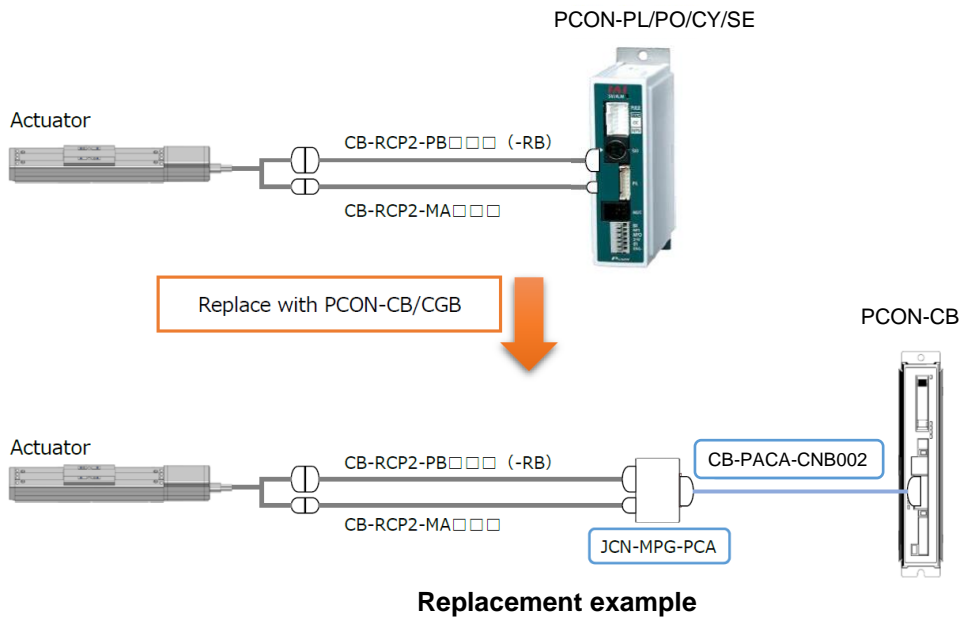 PCON-PL/PO/CY/SE
Actuator
CB-RCP2-PB□□□（-RB）
CB-RCP2-MA□□□
Replace with PCON-CB/CGB
PCON-CB
Actuator
CB-RCP2-PB□□□（-RB）
CB-PACA-CNB002
CB-RCP2-MA□□□
JCN-MPG-PCA
Replacement example